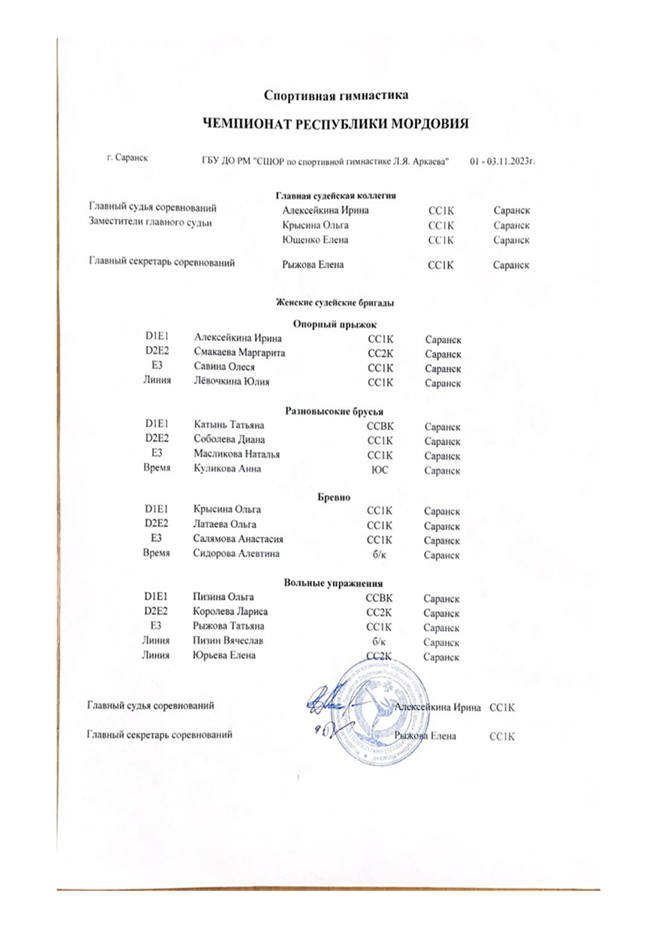 Спортивная гимнастика
ЧЕМПИОНАТ РЕСПУБЛИКИ МОРДОВИЯ
г. Саранск ГБУ ДО РМ "СШОР по спортивной гимнастике Л.Я. Аркаева" 01 - 03.11.2023г.
Главная судейская коллегия
Главный судья соревнований Алексейкина Ирина СС1К Саранск
Заместители главного судьи Крысина Ольга СС1К Саранск
Ющенко Елена СС1К Саранск
Главный секретарь соревнований Рыжова Елена СС1К Саранск
Женские судейские бригады
Опорный прыжок
D1E1 Алексейкина Ирина СС1К Саранск
D2E2 Смакаева Маргарита СС2К Саранск
E3 Савина Олеся СС1К Саранск
Линия Лёвочкина Юлия СС1К Саранск
Разновысокие брусья
D1E1 Катынь Татьяна ССВК Саранск
D2E2 Соболева Диана СС1К Саранск
E3 Масликова Наталья СС1К Саранск
Время Куликова Анна ЮС Саранск
Бревно
D1E1 Крысина Ольга СС1К Саранск
D2E2 Латаева Ольга СС1К Саранск
E3 Салямова Анастасия СС1К Саранск
Время Сидорова Алевтина б/к Саранск
Вольные упражнения
D1E1 Пизина Ольга ССВК Саранск
D2E2 Королева Лариса СС2К Саранск
E3 Рыжова Татьяна СС1К Саранск
Линия Пизин Вячеслав б/к Саранск
Линия Юрьева Елена СС2К Саранск
Главный судья соревнований Алексейкина Ирина СС1К
Главный секретарь соревнований Рыжова Елена СС1К